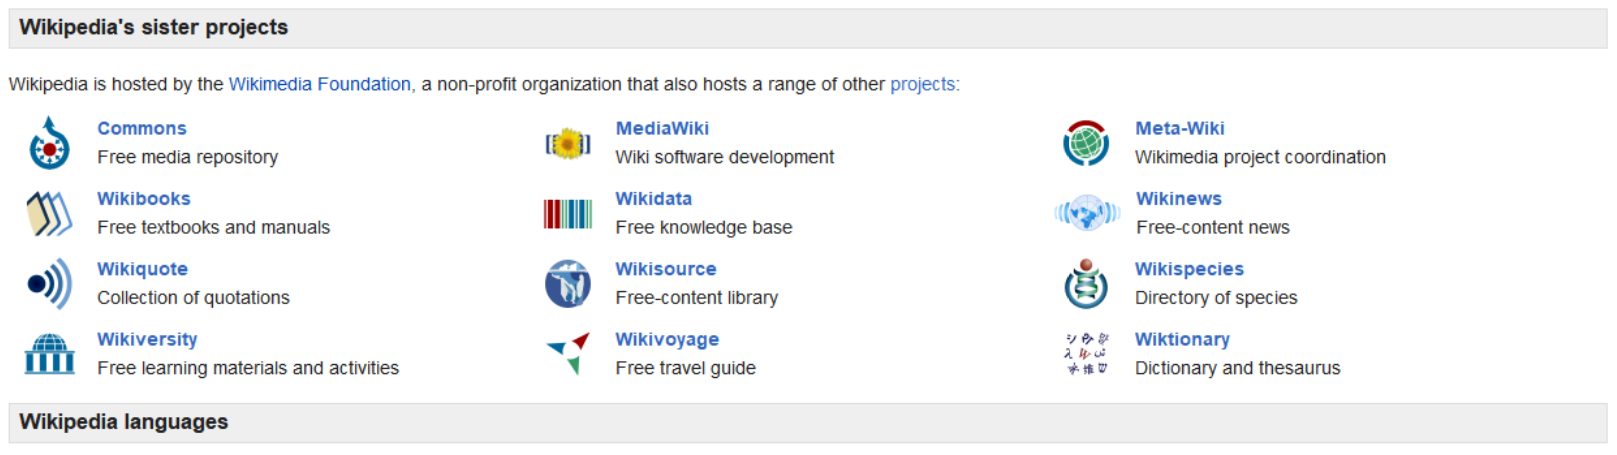 Wikipedia's sister projects
Wikipedia is hosted by the Wikimedia Foundation, a non-profit organization that also hosts a range of other projects:
Commons
Free media repository
MediaWiki
Wiki software development
Meta-Wiki
Wikimedia project coordination
Wikibooks
Free textbooks and manuals
Wikidata
Free knowledge base
Wikinews
Free-content news
Wikiquote
Collection of quotations
Wikisource
Free-content library
Wikispecies
Directory of species
Wikiversity
Free learning materials and activities
Wikivoyage
Free travel guide
Wiktionary
Dictionary and thesaurus
Wikipedia languages